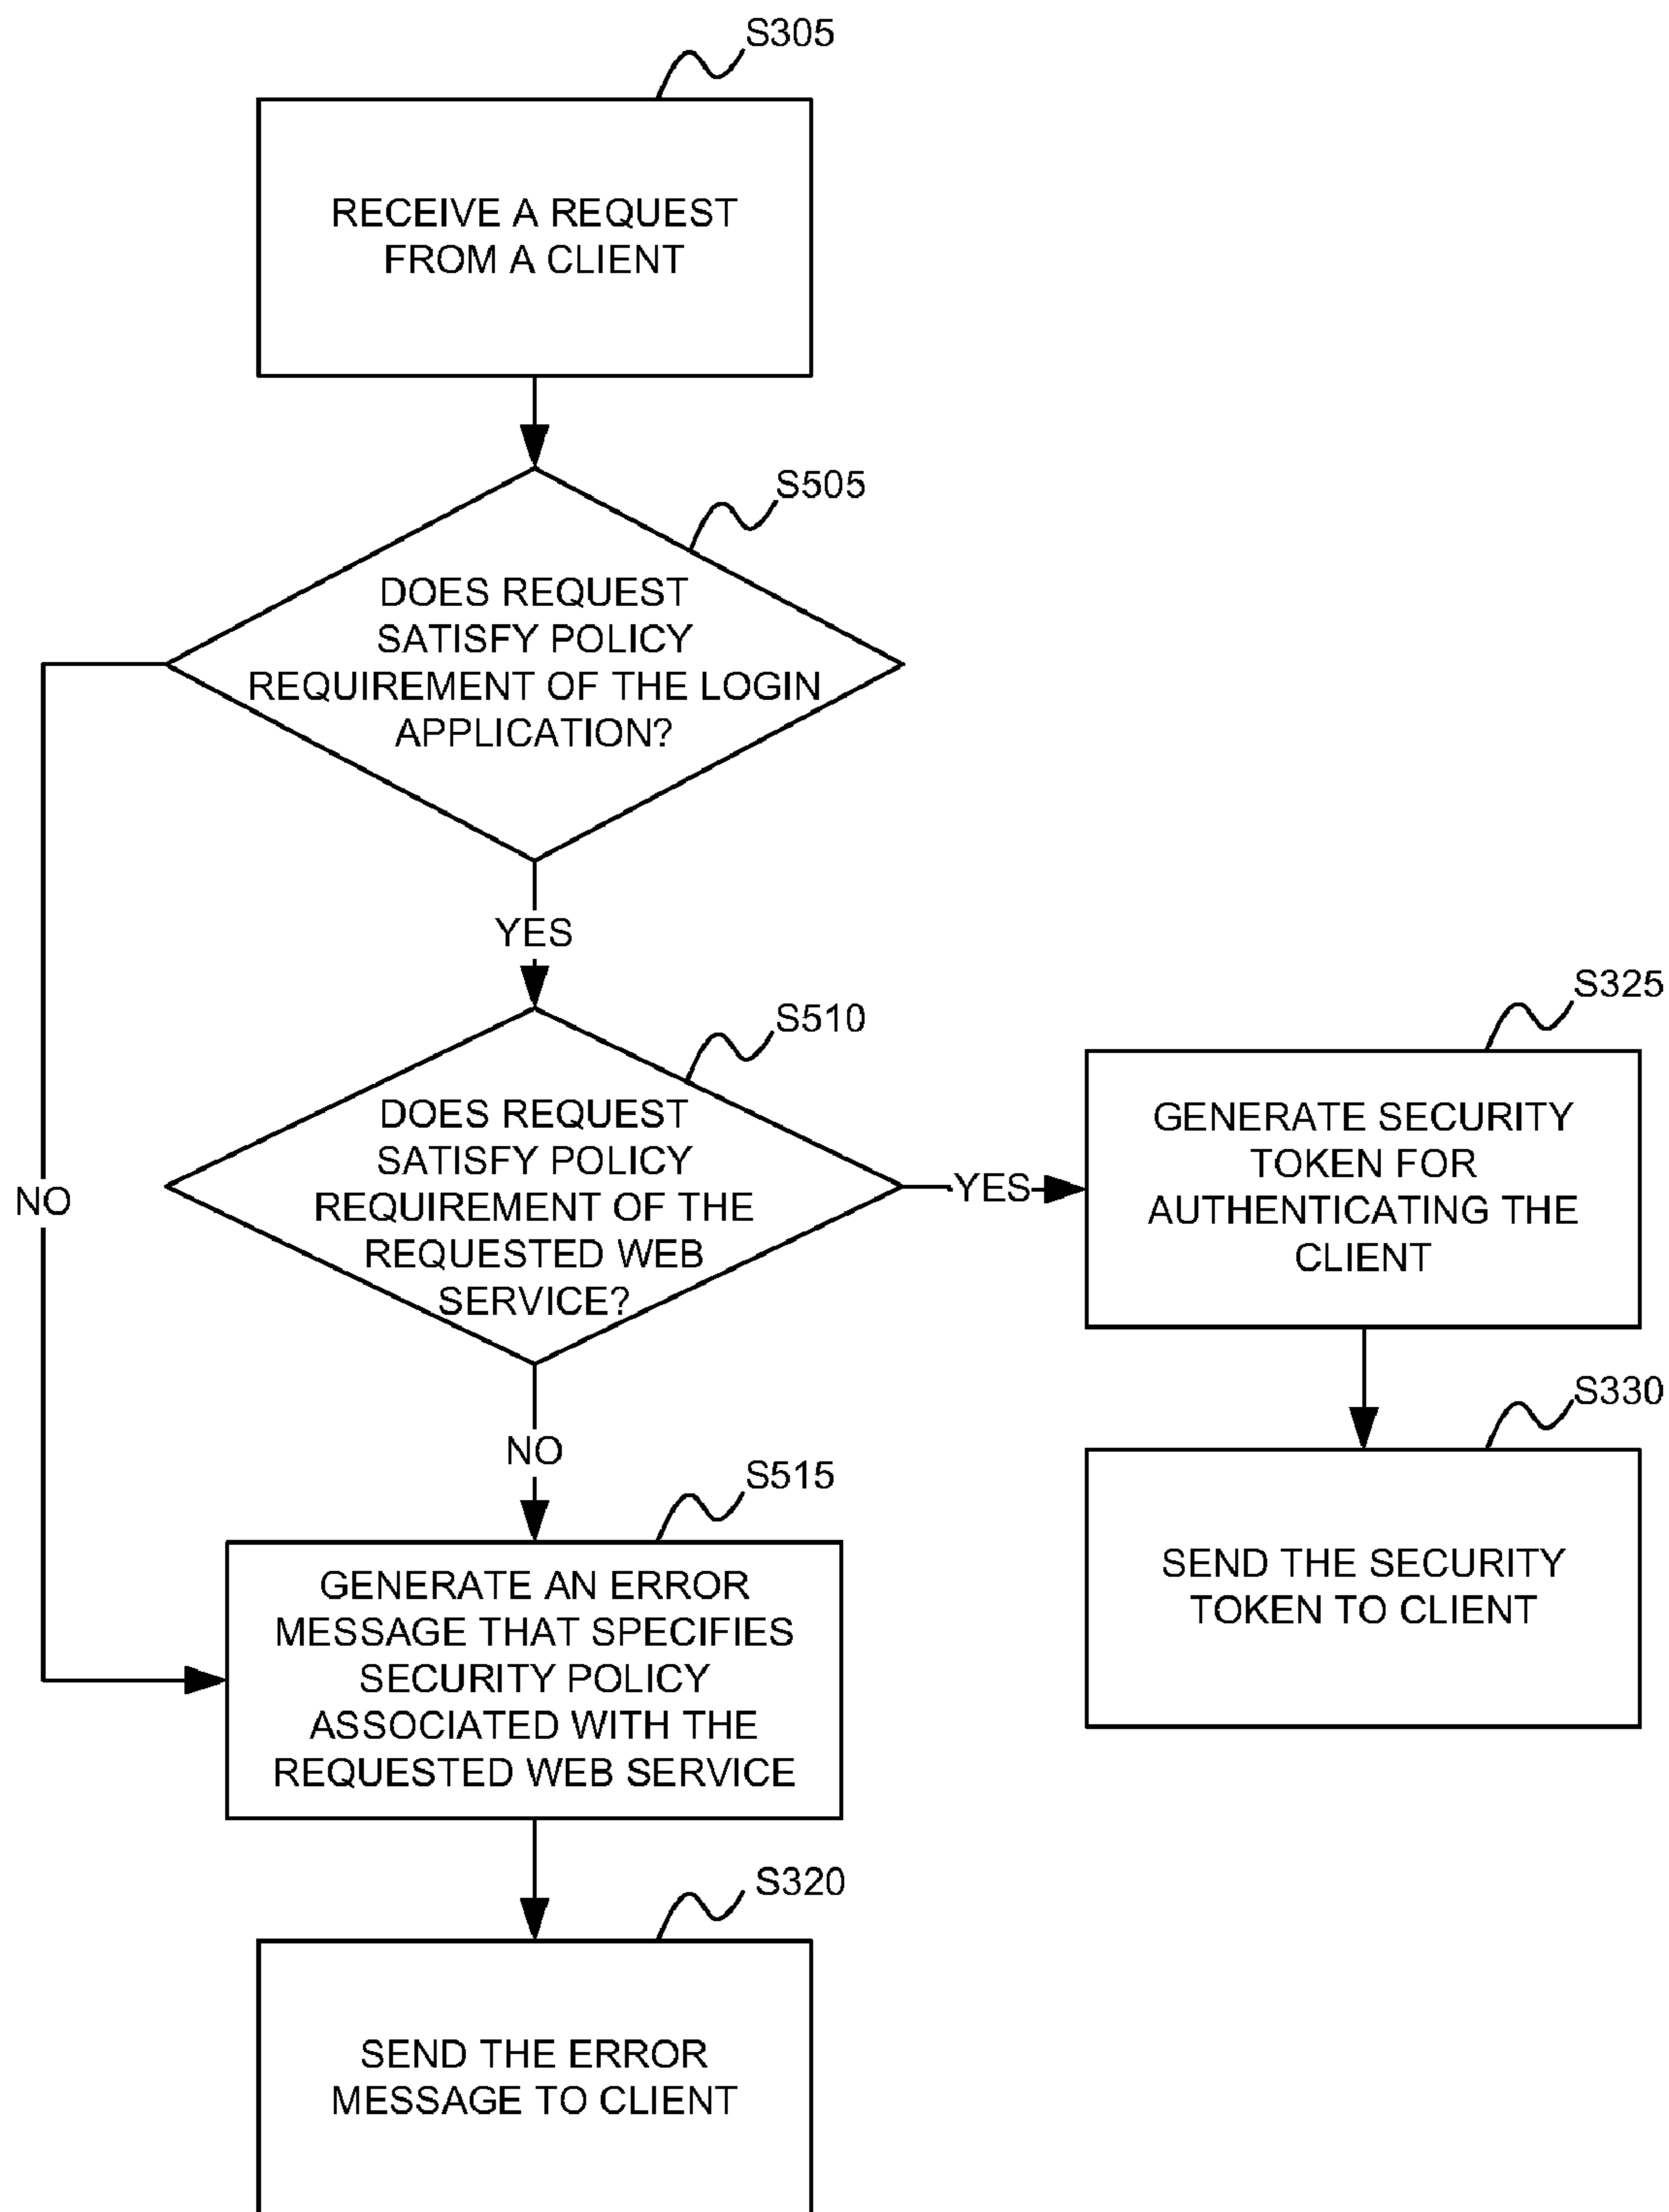 S305
RECEIVE A REQUEST
FROM A CLIENT
S505
DOES REQUEST
SATISFY POLICY
REQUIREMENT OF THE LOGIN
APPLICATION?
YES
S510
DOES REQUEST
SATISFY POLICY
REQUIREMENT OF THE
REQUESTED WEB
SERVICE?
YES
S325
GENERATE SECURITY
TOKEN FOR
AUTHENTICATING THE
CLIENT
NO
NO
S330
SEND THE SECURITY
TOKEN TO CLIENT
S515
GENERATE AN ERROR
MESSAGE THAT SPECIFIES
SECURITY POLICY
ASSOCIATED WITH THE
REQUESTED WEB SERVICE
S320
SEND THE ERROR
MESSAGE TO CLIENT